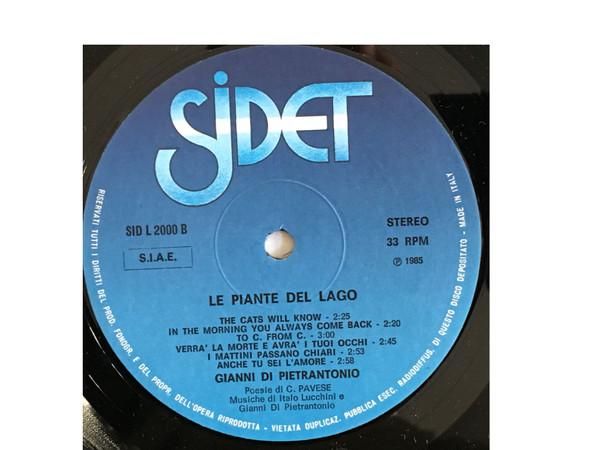 SiDET
SID L 2000 B
S.I.A.E.
STEREO
33 RPM
℗ 1985
LE PIANTE DEL LAGO
THE CATS WILL KNOW - 2:25
IN THE MORNING YOU ALWAYS COME BACK - 2:20
TO C. FROM C. - 3:00
VERRA' LA MORTE E AVRA' I TUOI OCCHI - 2:45
I MATTINI PASSANO CHIARI - 2:53
ANCHE TU SEI L'AMORE - 2:58
GIANNI DI PIETRANTONIO
Poesie di C. PAVESE
Musiche di Italo Lucchini e
Gianni Di Pietrantonio
RISERVATI TUTTI I DIRITTI DEL PROD. FONOGR. E DEL PROPR. DELL'OPERA RIPRODOTTA - VIETATA DUPLICAZ. PUBBLICA ESEC. RADIODIFFUS. DI QUESTO DISCO DEPOSITATO - MADE IN ITALY